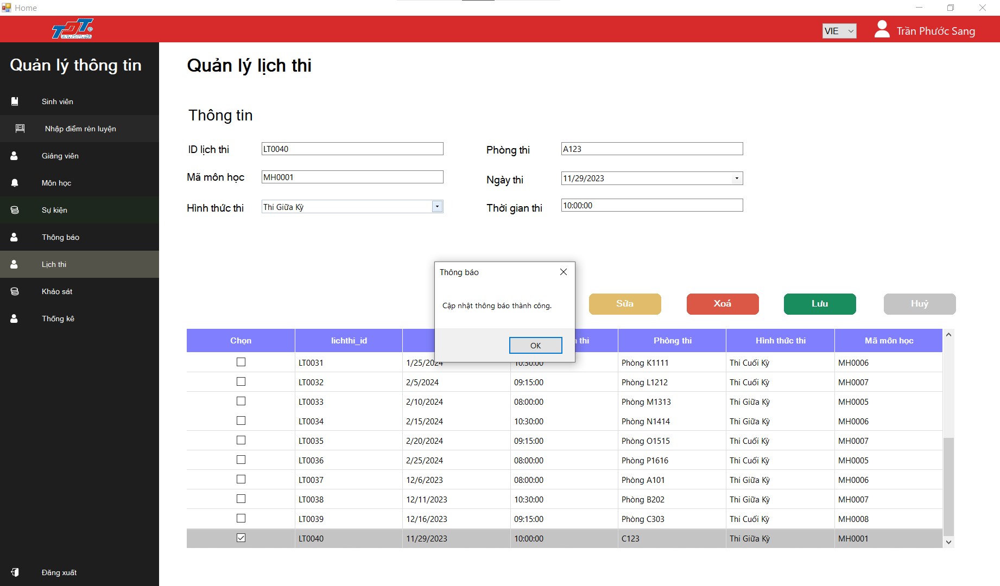 Home
TDT
VIE
Trần Phước Sang
Quản lý thông tin
Sinh viên
Nhập điểm rèn luyện
Giảng viên
Môn học
Sự kiện
Thông báo
Lịch thi
Khảo sát
Thống kê
Đăng xuất
Quản lý lịch thi
Thông tin
ID lịch thi LT0040 Phòng thi A123
Mã môn học MH0001 Ngày thi 11/29/2023
Hình thức thi Thi Giữa Kỳ Thời gian thi 10:00:00
Thông báo
Cập nhật thông báo thành công.
OK
Sửa Xoá Lưu Huỷ
Chọn lichthi_id thi Phòng thi Hình thức thi Mã môn học
LT0031 1/25/2024 10:30:00 Phòng K1111 Thi Cuối Kỳ MH0006
LT0032 2/5/2024 09:15:00 Phòng L1212 Thi Cuối Kỳ MH0007
LT0033 2/10/2024 08:00:00 Phòng M1313 Thi Giữa Kỳ MH0005
LT0034 2/15/2024 10:30:00 Phòng N1414 Thi Giữa Kỳ MH0006
LT0035 2/20/2024 09:15:00 Phòng O1515 Thi Cuối Kỳ MH0007
LT0036 2/25/2024 08:00:00 Phòng P1616 Thi Cuối Kỳ MH0005
LT0037 12/6/2023 08:00:00 Phòng A101 Thi Giữa Kỳ MH0006
LT0038 12/11/2023 10:30:00 Phòng B202 Thi Giữa Kỳ MH0007
LT0039 12/16/2023 09:15:00 Phòng C303 Thi Cuối Kỳ MH0008
LT0040 11/29/2023 10:00:00 C123 Thi Giữa Kỳ MH0001